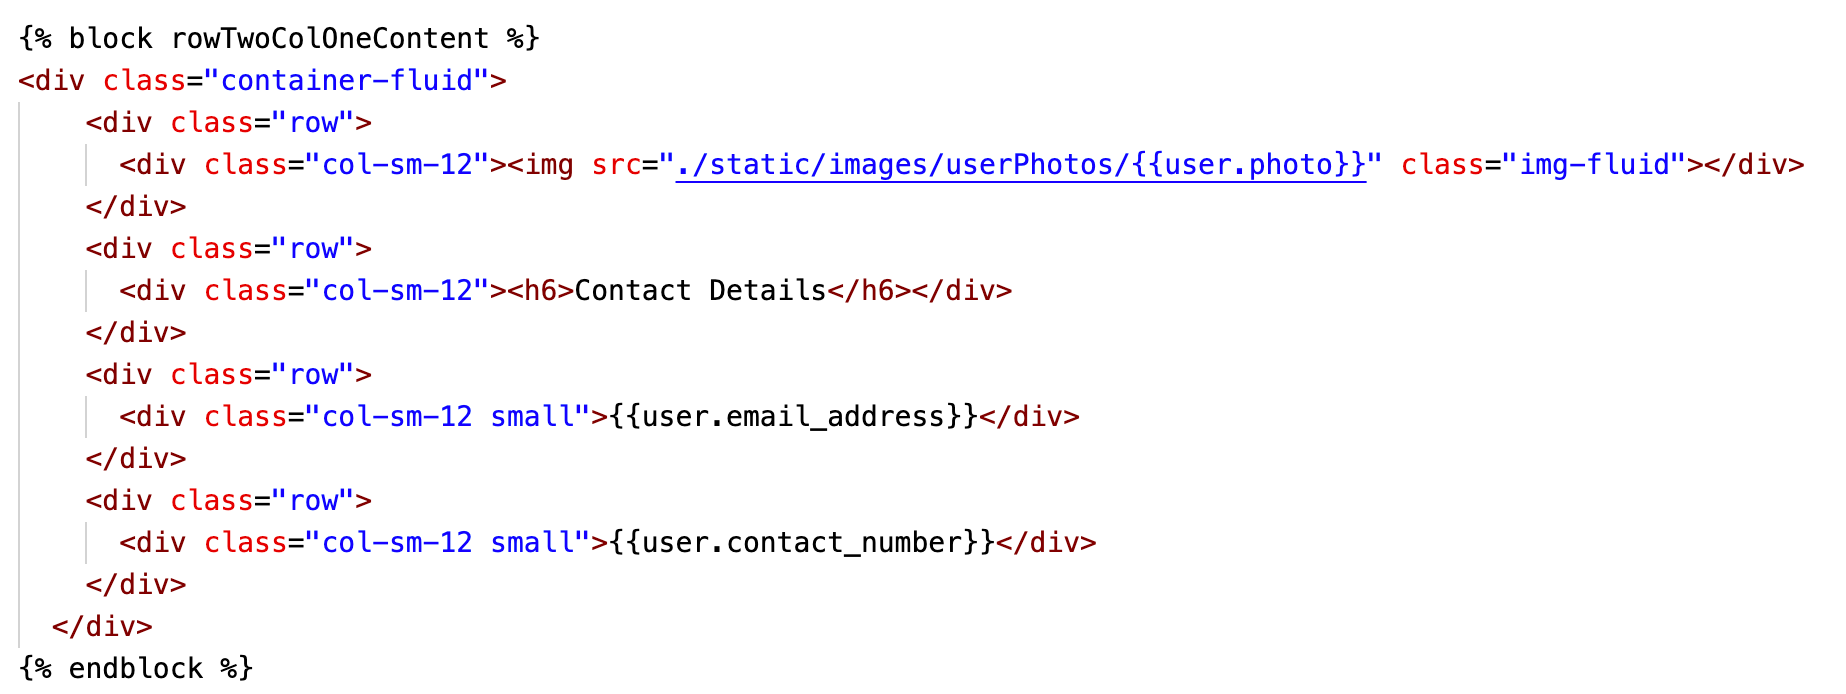 {% block rowTwoColOneContent %}
<div class="container-fluid">
    <div class="row">
      <div class="col-sm-12"><img src="./static/images/userPhotos/{{user.photo}}" class="img-fluid"></div>
    </div>
    <div class="row">
      <div class="col-sm-12"><h6>Contact Details</h6></div>
    </div>
    <div class="row">
      <div class="col-sm-12 small">{{user.email_address}}</div>
    </div>
    <div class="row">
      <div class="col-sm-12 small">{{user.contact_number}}</div>
    </div>
  </div>
{% endblock %}